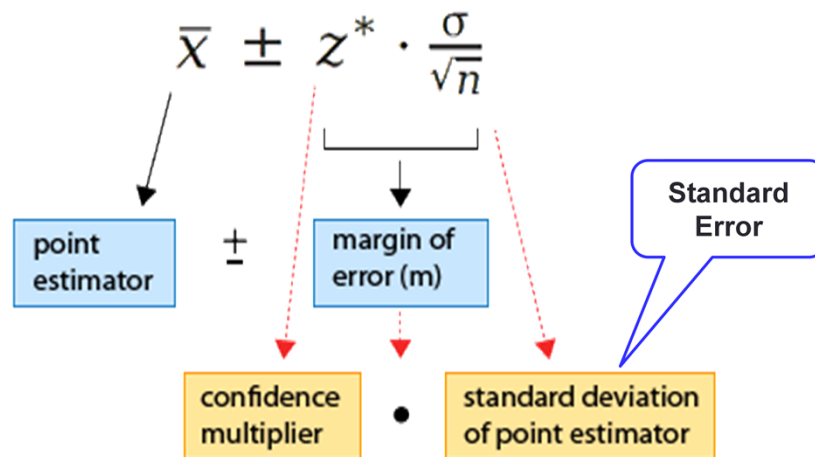 x̄ ± z* · σ/√n
Standard
Error
point
estimator
±
margin of
error (m)
confidence
multiplier
•
standard deviation
of point estimator